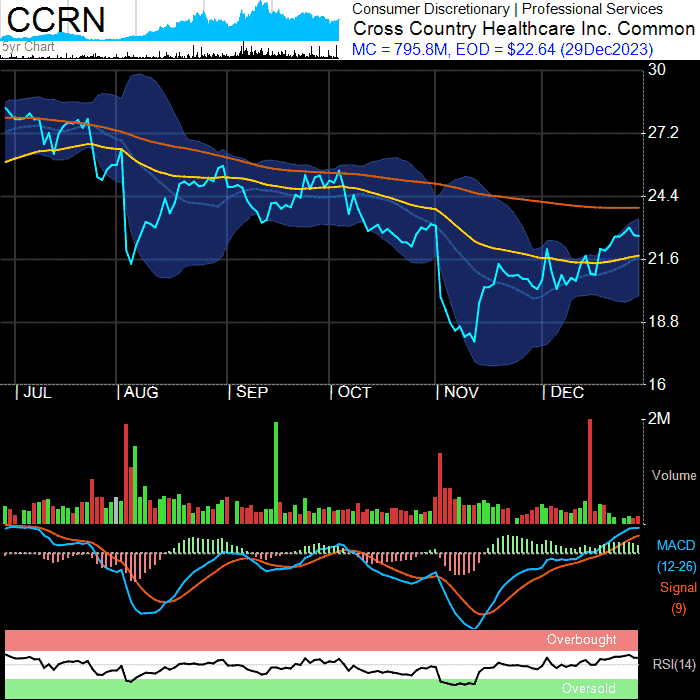 CCRN
5yr Chart
Consumer Discretionary | Professional Services
Cross Country Healthcare Inc. Common
MC = 795.8M, EOD = $22.64 (29Dec2023)
30
27.2
24.4
21.6
18.8
16
JUL AUG SEP OCT NOV DEC
2M
Volume
MACD
(12-26)
Signal
(9)
Overbought
RSI(14)
Oversold